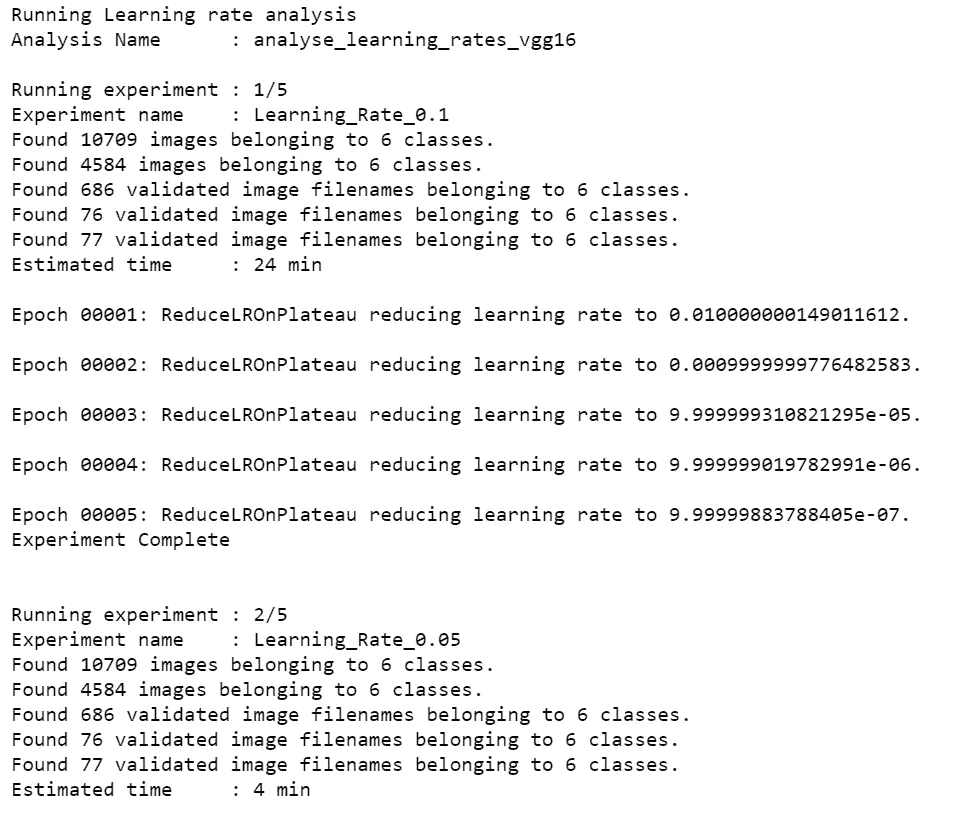 Running Learning rate analysis
Analysis Name      : analyse_learning_rates_vgg16
Running experiment : 1/5
Experiment name    : Learning_Rate_0.1
Found 10709 images belonging to 6 classes.
Found 4584 images belonging to 6 classes.
Found 686 validated image filenames belonging to 6 classes.
Found 76 validated image filenames belonging to 6 classes.
Found 77 validated image filenames belonging to 6 classes.
Estimated time     : 24 min
Epoch 00001: ReduceLROnPlateau reducing learning rate to 0.010000000149011612.
Epoch 00002: ReduceLROnPlateau reducing learning rate to 0.0009999999776482583.
Epoch 00003: ReduceLROnPlateau reducing learning rate to 9.999999310821295e-05.
Epoch 00004: ReduceLROnPlateau reducing learning rate to 9.999999019782991e-06.
Epoch 00005: ReduceLROnPlateau reducing learning rate to 9.99999883788405e-07.
Experiment Complete
Running experiment : 2/5
Experiment name    : Learning_Rate_0.05
Found 10709 images belonging to 6 classes.
Found 4584 images belonging to 6 classes.
Found 686 validated image filenames belonging to 6 classes.
Found 76 validated image filenames belonging to 6 classes.
Found 77 validated image filenames belonging to 6 classes.
Estimated time     : 4 min